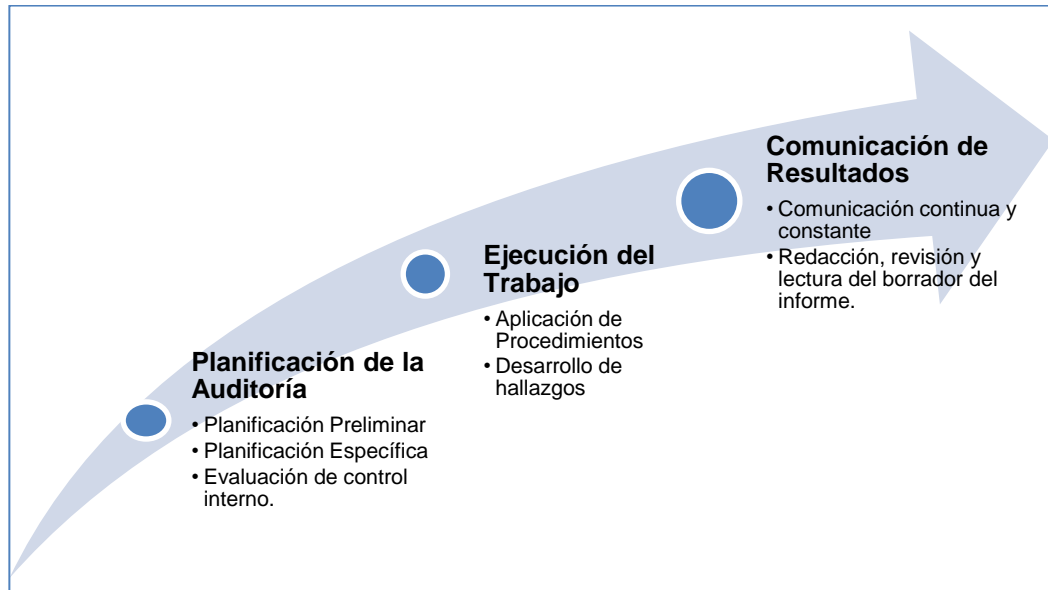 Comunicación de
Resultados
• Comunicación continua y
constante
• Redacción, revisión y
lectura del borrador del
informe.
Ejecución del
Trabajo
• Aplicación de
Procedimientos
• Desarrollo de
hallazgos
Planificación de la
Auditoría
• Planificación Preliminar
• Planificación Específica
• Evaluación de control
interno.